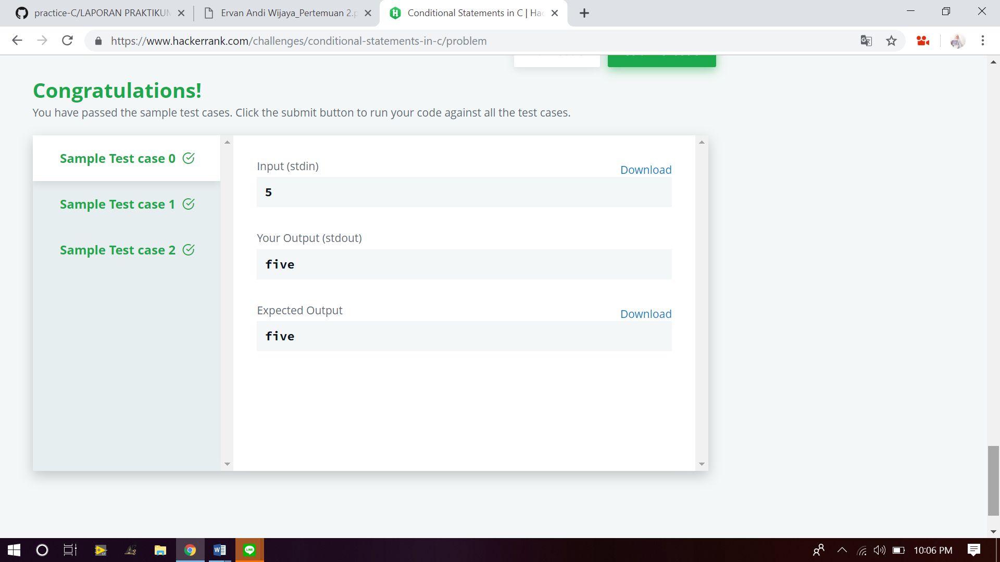 practice-C/LAPORAN PRAKTIKUM
Ervan Andi Wijaya_Pertemuan 2.p
Conditional Statements in C | Hac
https://www.hackerrank.com/challenges/conditional-statements-in-c/problem
Congratulations!
You have passed the sample test cases. Click the submit button to run your code against all the test cases.
Sample Test case 0
Sample Test case 1
Sample Test case 2
Input (stdin)
Download
5
Your Output (stdout)
five
Expected Output
Download
five
LINE
10:06 PM